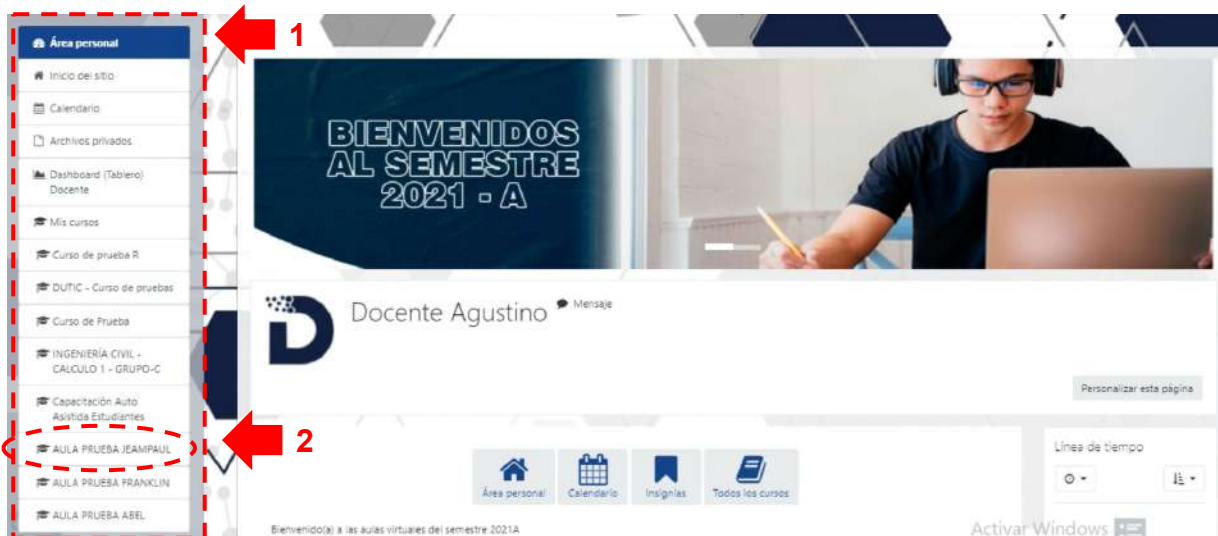 1
Área personal
Inicio del sitio
Calendario
Archivos privados
Dashboard (Tablero)
Docente
Mis cursos
Curso de prueba R
DUTIC - Curso de pruebas
Curso de Prueba
INGENIERÍA CIVIL -
CALCULO 1 - GRUPO-C
Capacitación Auto
Asistida Estudiantes
AULA PRUEBA JEAMPAUL
AULA PRUEBA FRANKLIN
AULA PRUEBA ABEL
2
BIENVENIDOS
AL SEMESTRE
2021 - A
D
Docente Agustino
Mensaje
Personalizar esta página
Área personal
Calendario
Insignias
Todos los cursos
Bienvenido(a) a las aulas virtuales del semestre 2021A
Línea de tiempo
Activar Windows